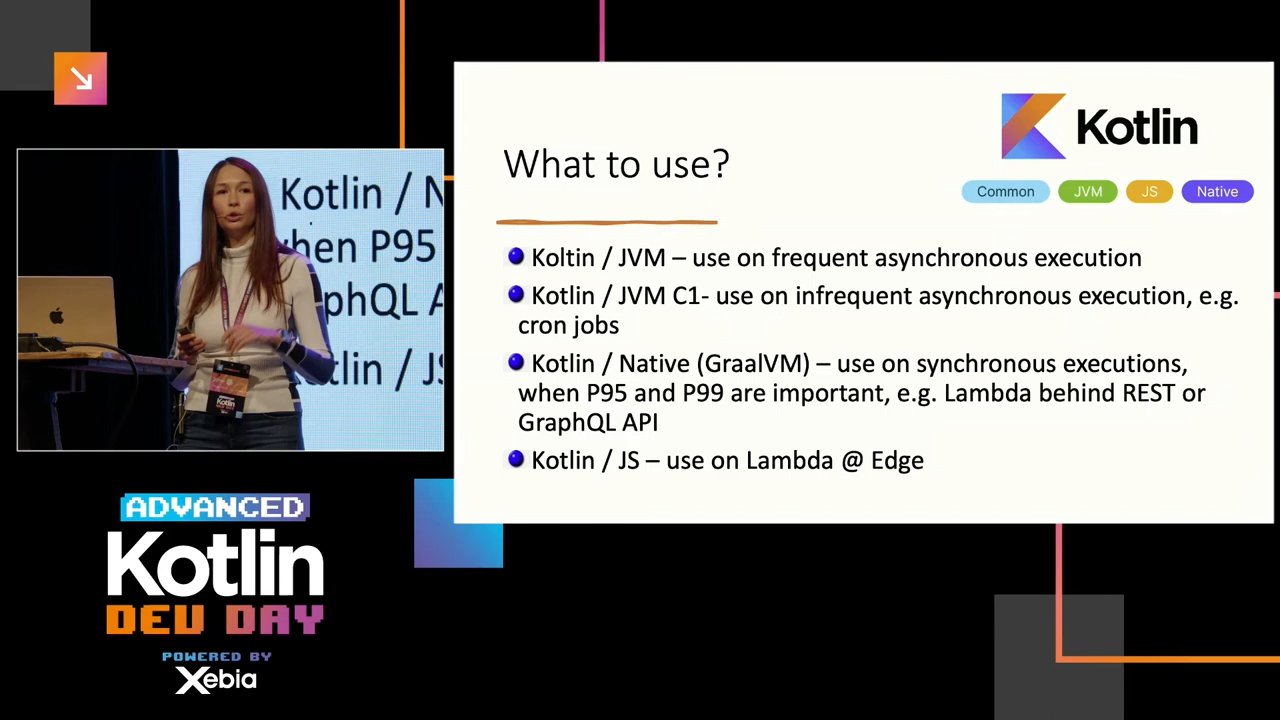 Kotlin
Common
JVM
JS
Native
What to use?
Koltin / JVM – use on frequent asynchronous execution
Kotlin / JVM C1- use on infrequent asynchronous execution, e.g.
cron jobs
Kotlin / Native (GraalVM) – use on synchronous executions,
when P95 and P99 are important, e.g. Lambda behind REST or
GraphQL API
Kotlin / JS – use on Lambda @ Edge
Kotlin / N
hen P95
phQL A
tlin / JS
Kotlin
ADVANCED
Kotlin
DEV DAY
POWERED BY
Xebia